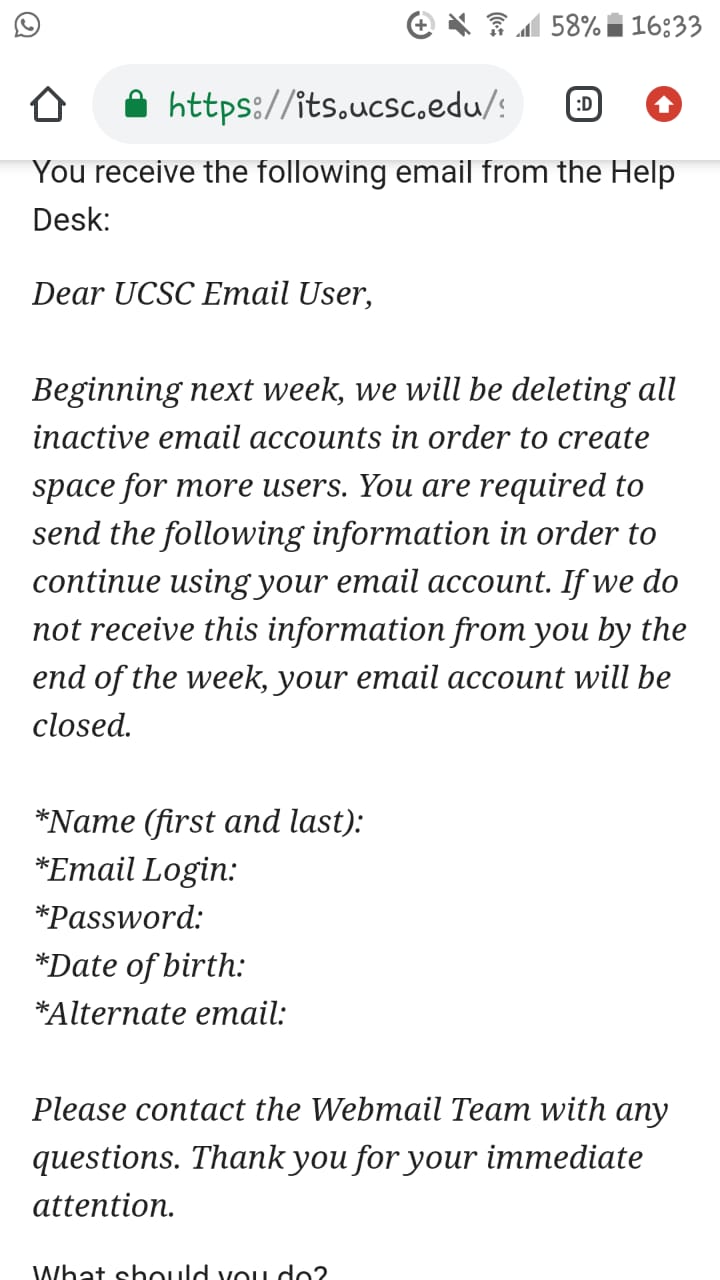 58% 16:33
https://its.ucsc.edu/
:D
You receive the following email from the Help
Desk:
Dear UCSC Email User,
Beginning next week, we will be deleting all
inactive email accounts in order to create
space for more users. You are required to
send the following information in order to
continue using your email account. If we do
not receive this information from you by the
end of the week, your email account will be
closed.
*Name (first and last):
*Email Login:
*Password:
*Date of birth:
*Alternate email:
Please contact the Webmail Team with any
questions. Thank you for your immediate
attention.
What should you do?